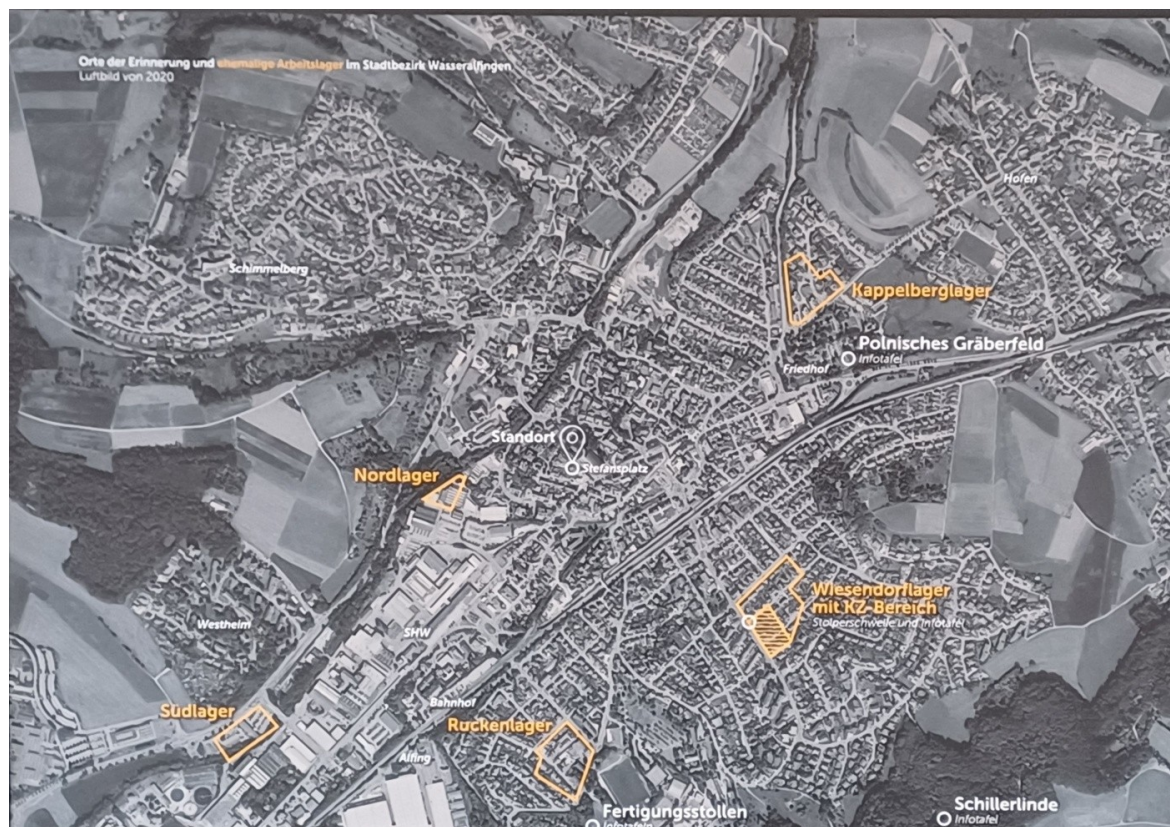 Orte der Erinnerung und ehemalige Arbeitslager im Stadtbezirk Wasseralfingen
Luftbild von 2020
Hofen
Schimmelberg
Kappelberglager
Polnisches Gräberfeld
Infotafel
Friedhof
Standort
Stefansplatz
Nordlager
Wiesendorflager
mit KZ-Bereich
Stolperschwelle und Infotafel
Westheim
SHW
Bahnhof
Südlager
Ruckenlager
Alfing
Fertigungsstollen
Infotafeln
Schillerlinde
Infotafel